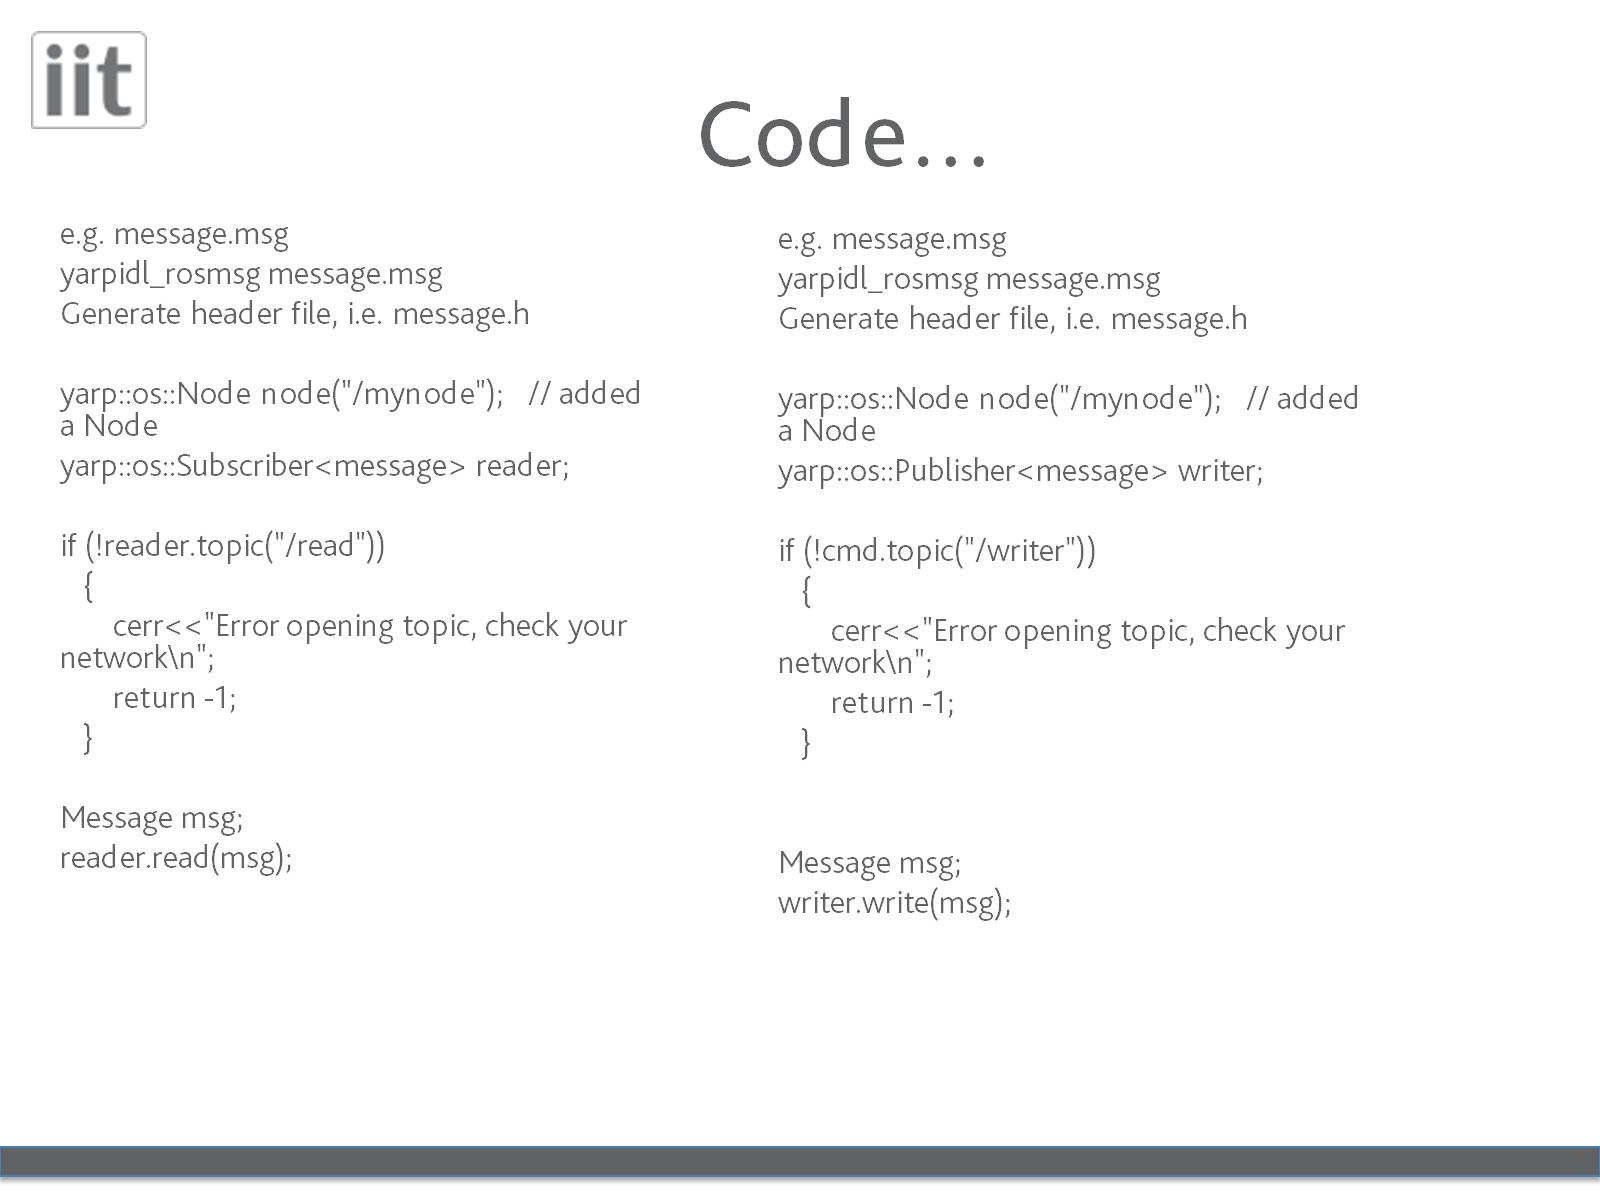 iit
Code...
e.g. message.msg
yarpidl_rosmsg message.msg
Generate header file, i.e. message.h
yarp::os::Node node("/mynode");   // added
a Node
yarp::os::Subscriber<message> reader;
if (!reader.topic("/read"))
{
cerr<<"Error opening topic, check your
network\n";
return -1;
}
Message msg;
reader.read(msg);
e.g. message.msg
yarpidl_rosmsg message.msg
Generate header file, i.e. message.h
yarp::os::Node node("/mynode");   // added
a Node
yarp::os::Publisher<message> writer;
if (!cmd.topic("/writer"))
{
cerr<<"Error opening topic, check your
network\n";
return -1;
}
Message msg;
writer.write(msg);